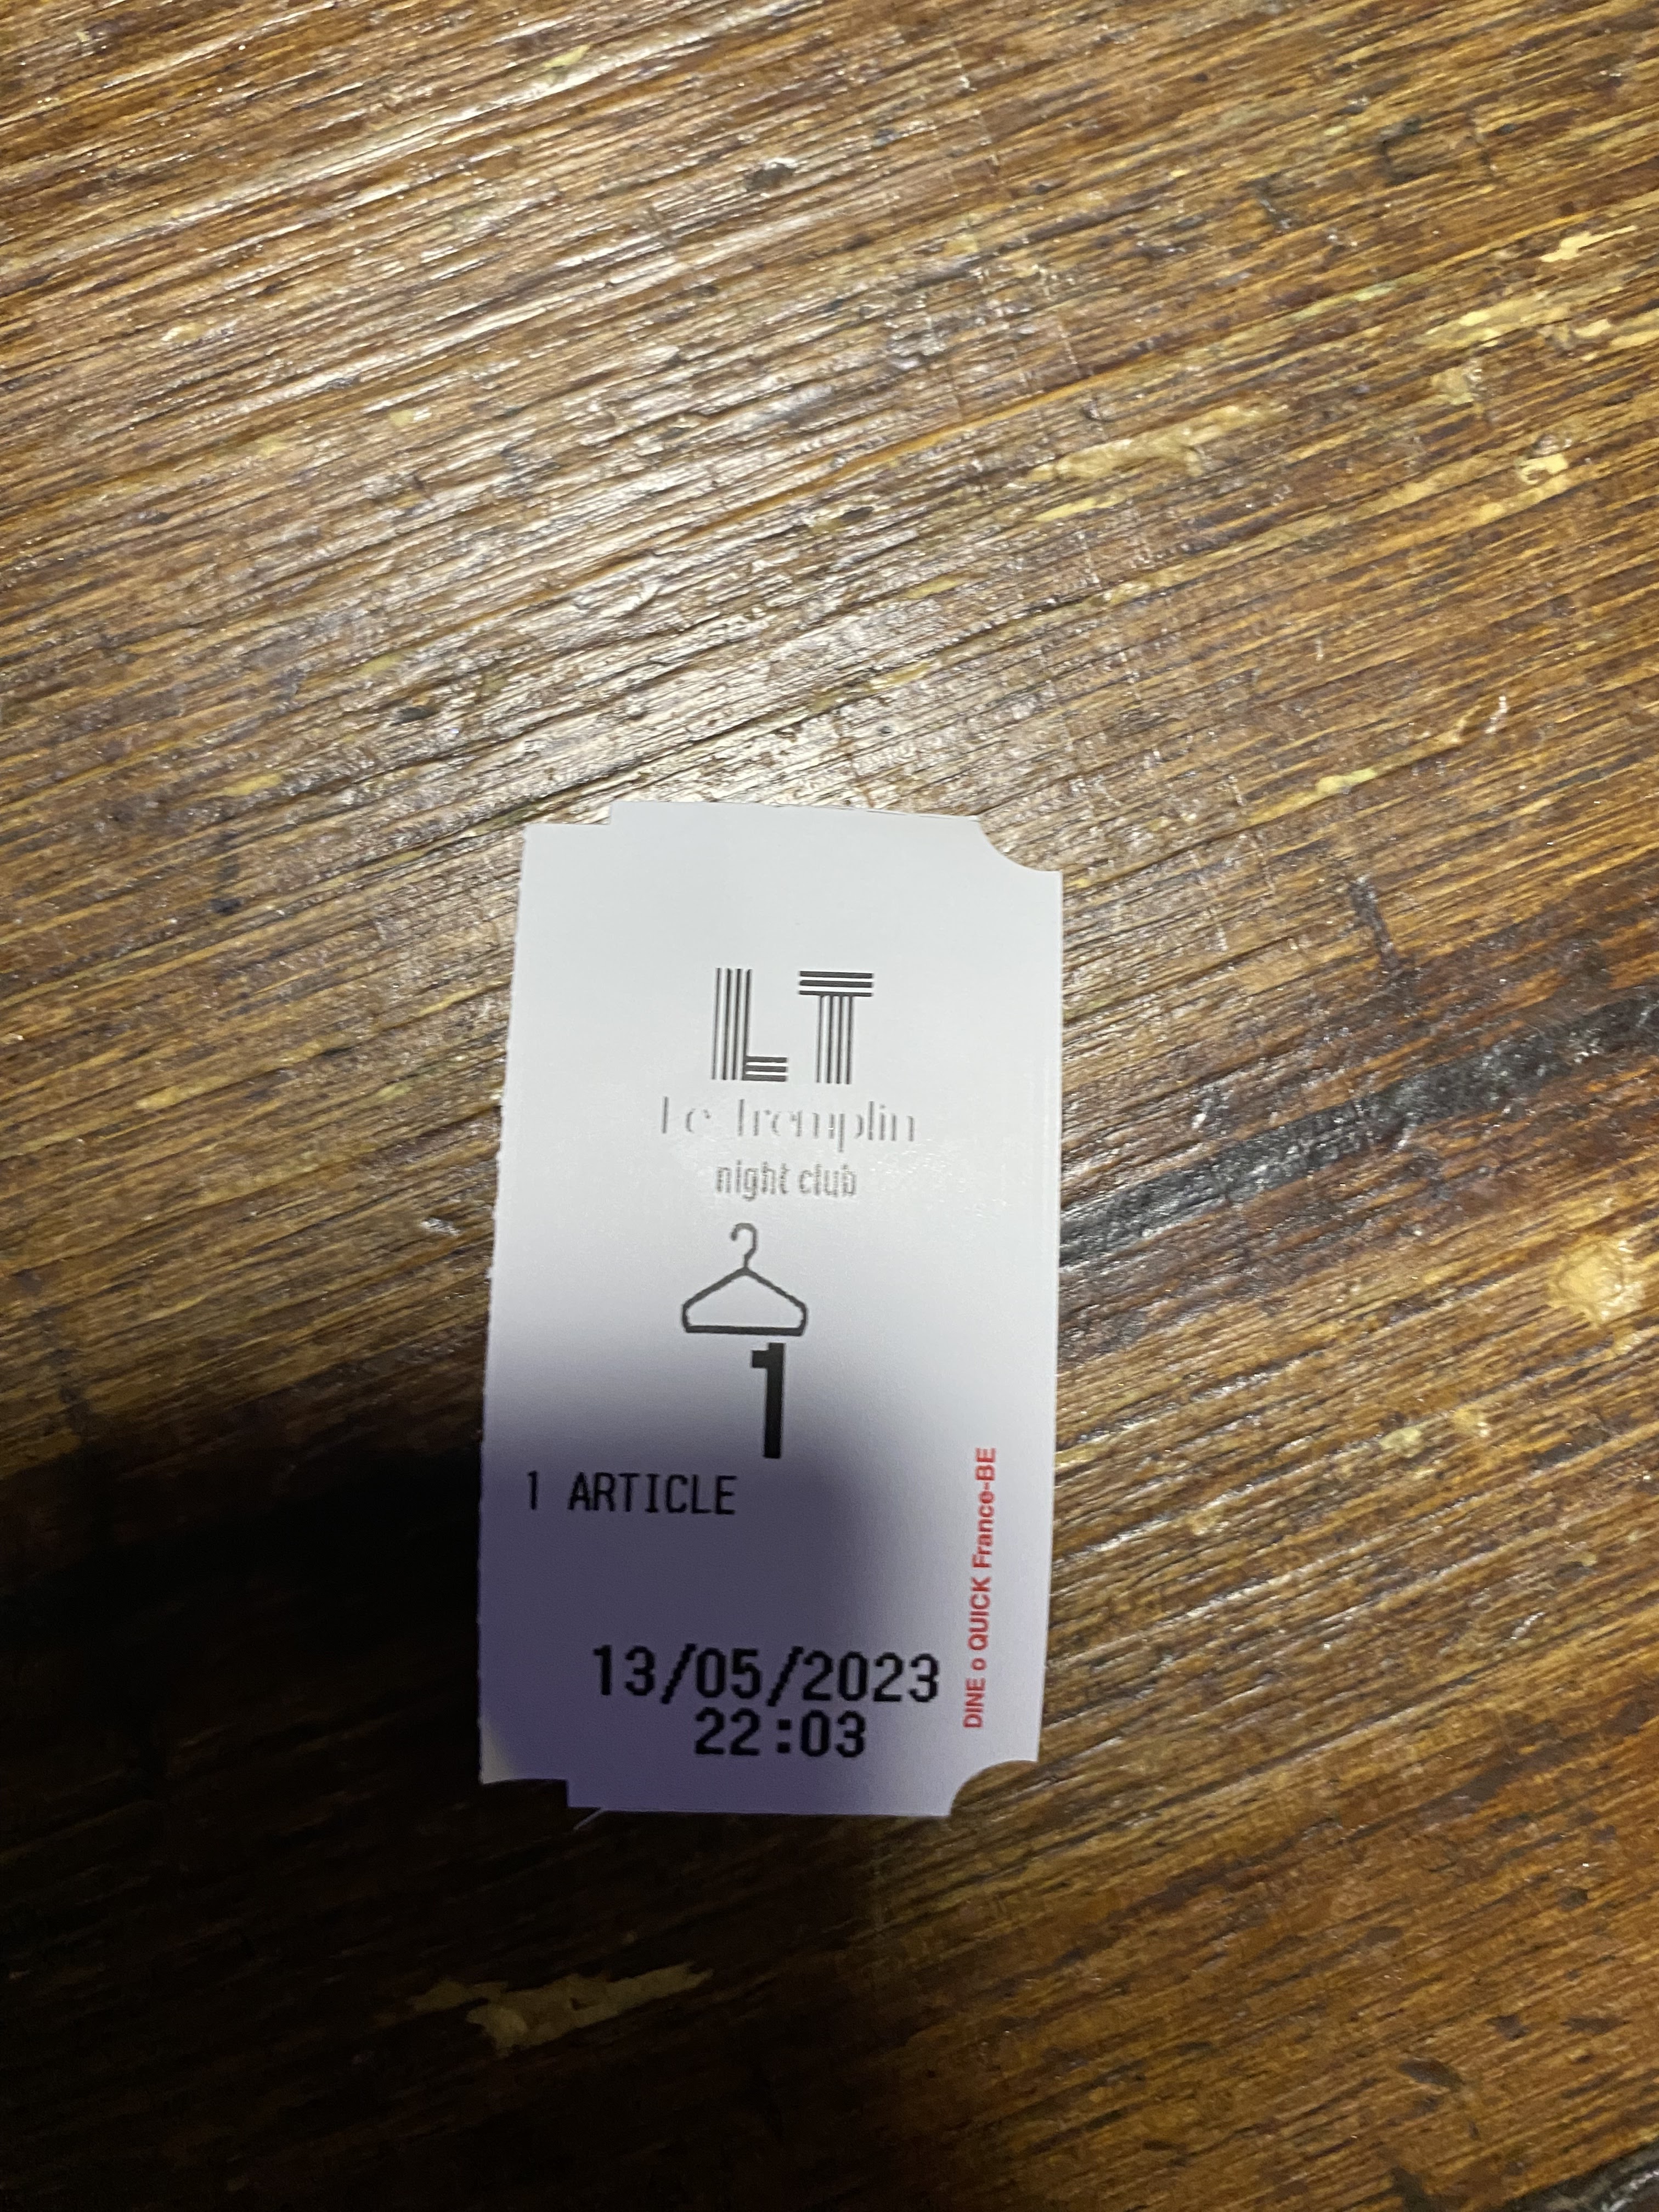 LT
Le Tremplin
night club
1
1 ARTICLE
13/05/2023
22:03
DINE o QUICK France-BE